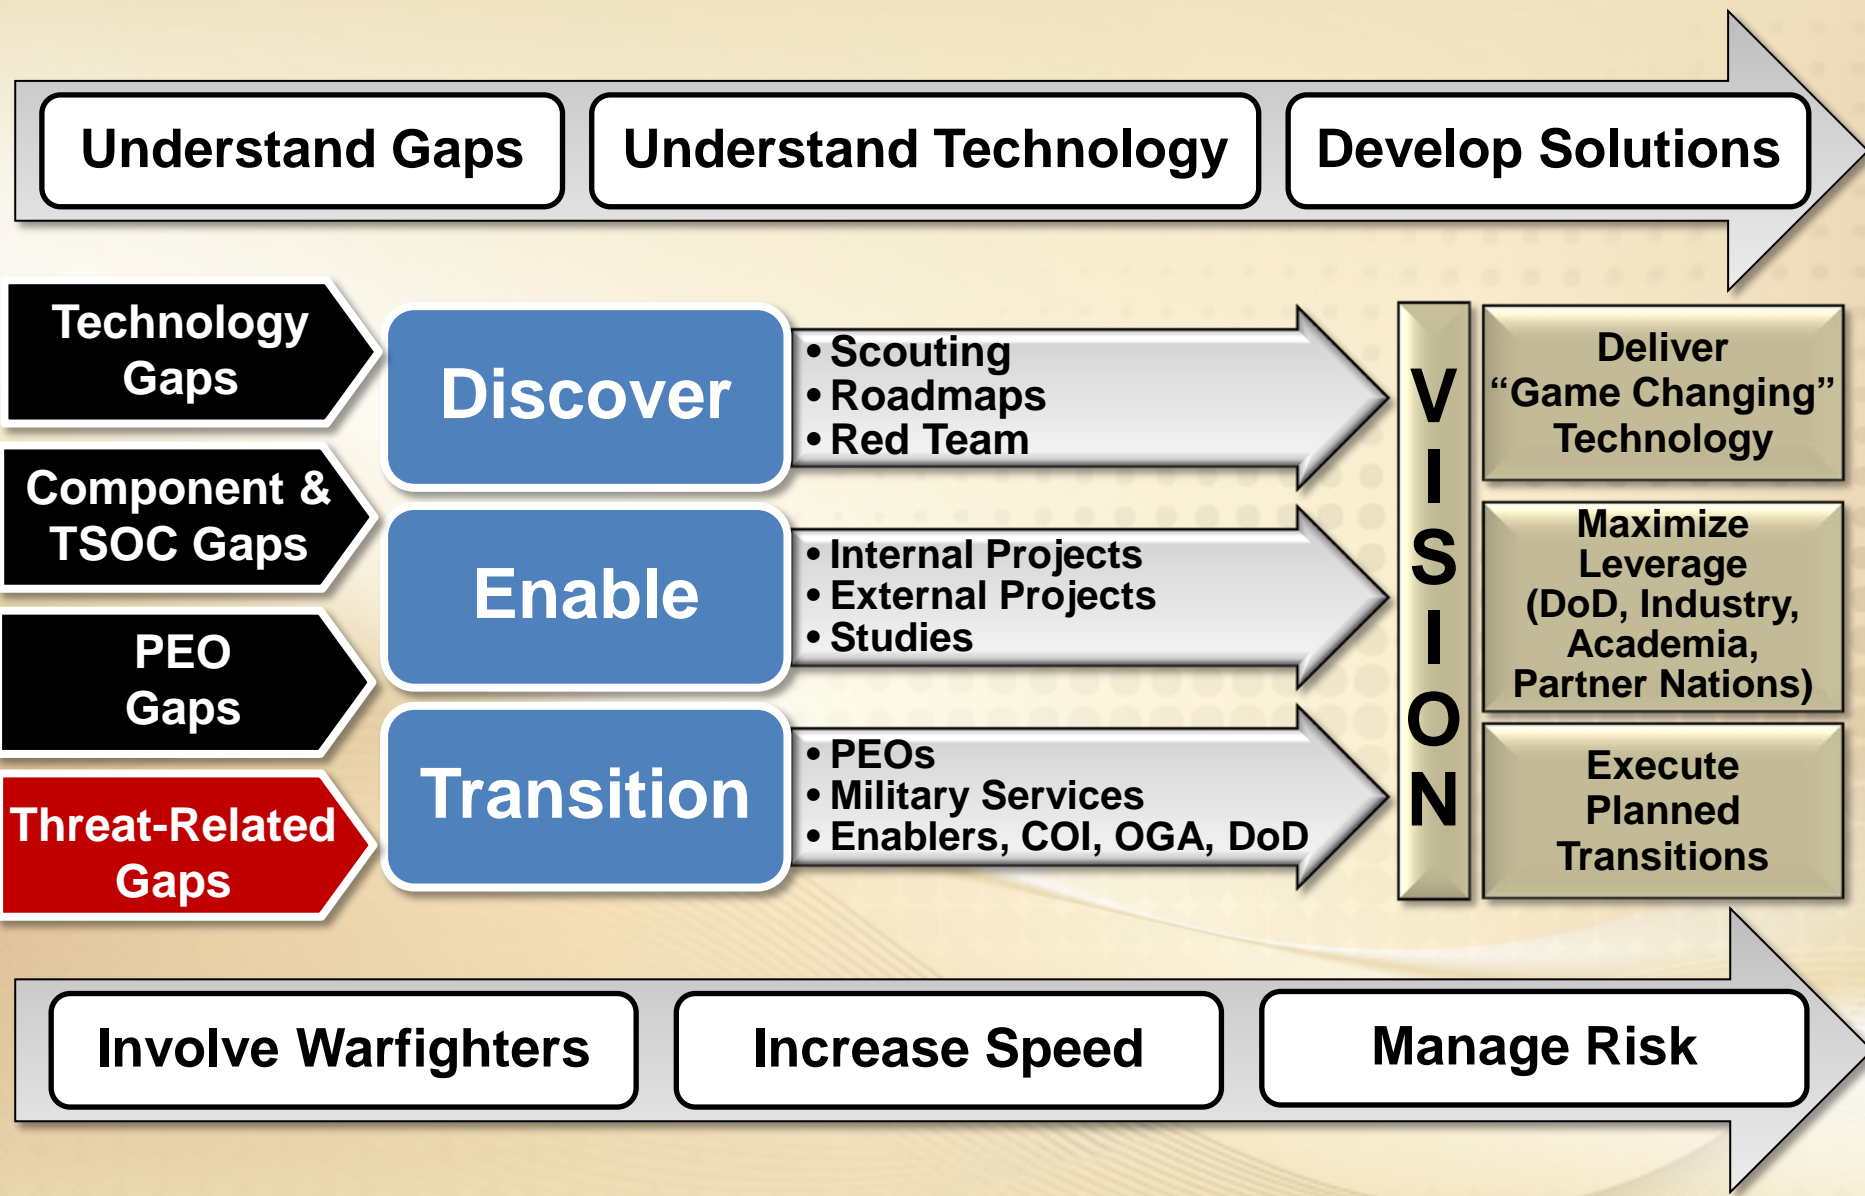 Understand Gaps
Understand Technology
Develop Solutions
Technology
Gaps
Component &
TSOC Gaps
PEO
Gaps
Threat-Related
Gaps
Discover
• Scouting
• Roadmaps
• Red Team
Enable
• Internal Projects
• External Projects
• Studies
Transition
• PEOs
• Military Services
• Enablers, COI, OGA, DoD
V
I
S
I
O
N
Deliver
“Game Changing”
Technology
Maximize
Leverage
(DoD, Industry,
Academia,
Partner Nations)
Execute
Planned
Transitions
Involve Warfighters
Increase Speed
Manage Risk